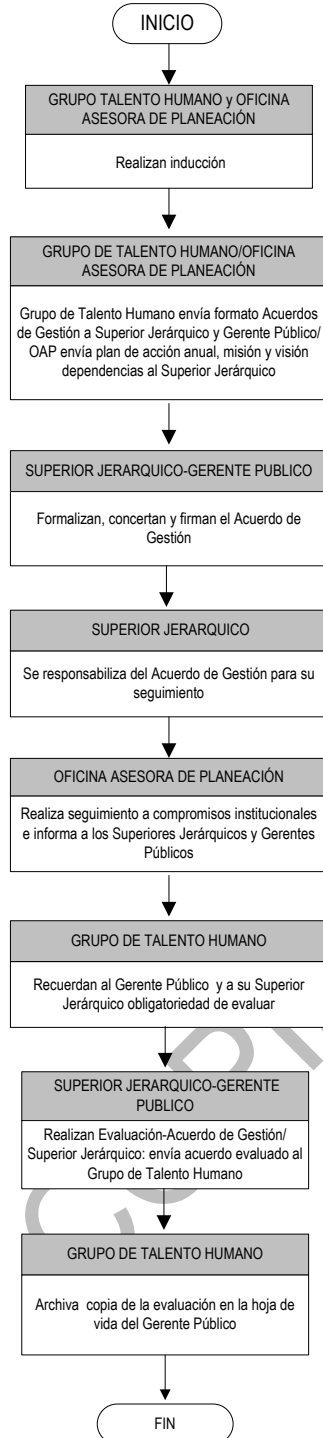 INICIO
GRUPO TALENTO HUMANO y OFICINA
ASESORA DE PLANEACIÓN
Realizan inducción
GRUPO DE TALENTO HUMANO/OFICINA
ASESORA DE PLANEACIÓN
Grupo de Talento Humano envía formato Acuerdos
de Gestión a Superior Jerárquico y Gerente Público/
OAP envía plan de acción anual, misión y visión
dependencias al Superior Jerárquico
SUPERIOR JERARQUICO-GERENTE PUBLICO
Formalizan, concertan y firman el Acuerdo de
Gestión
SUPERIOR JERARQUICO
Se responsabiliza del Acuerdo de Gestión para su
seguimiento
OFICINA ASESORA DE PLANEACIÓN
Realiza seguimiento a compromisos institucionales
e informa a los Superiores Jerárquicos y Gerentes
Públicos
GRUPO DE TALENTO HUMANO
Recuerdan al Gerente Público y a su Superior
Jerárquico obligatoriedad de evaluar
SUPERIOR JERARQUICO-GERENTE
PUBLICO
Realizan Evaluación-Acuerdo de Gestión/
Superior Jerárquico: envía acuerdo evaluado al
Grupo de Talento Humano
GRUPO DE TALENTO HUMANO
Archiva copia de la evaluación en la hoja de
vida del Gerente Público
FIN